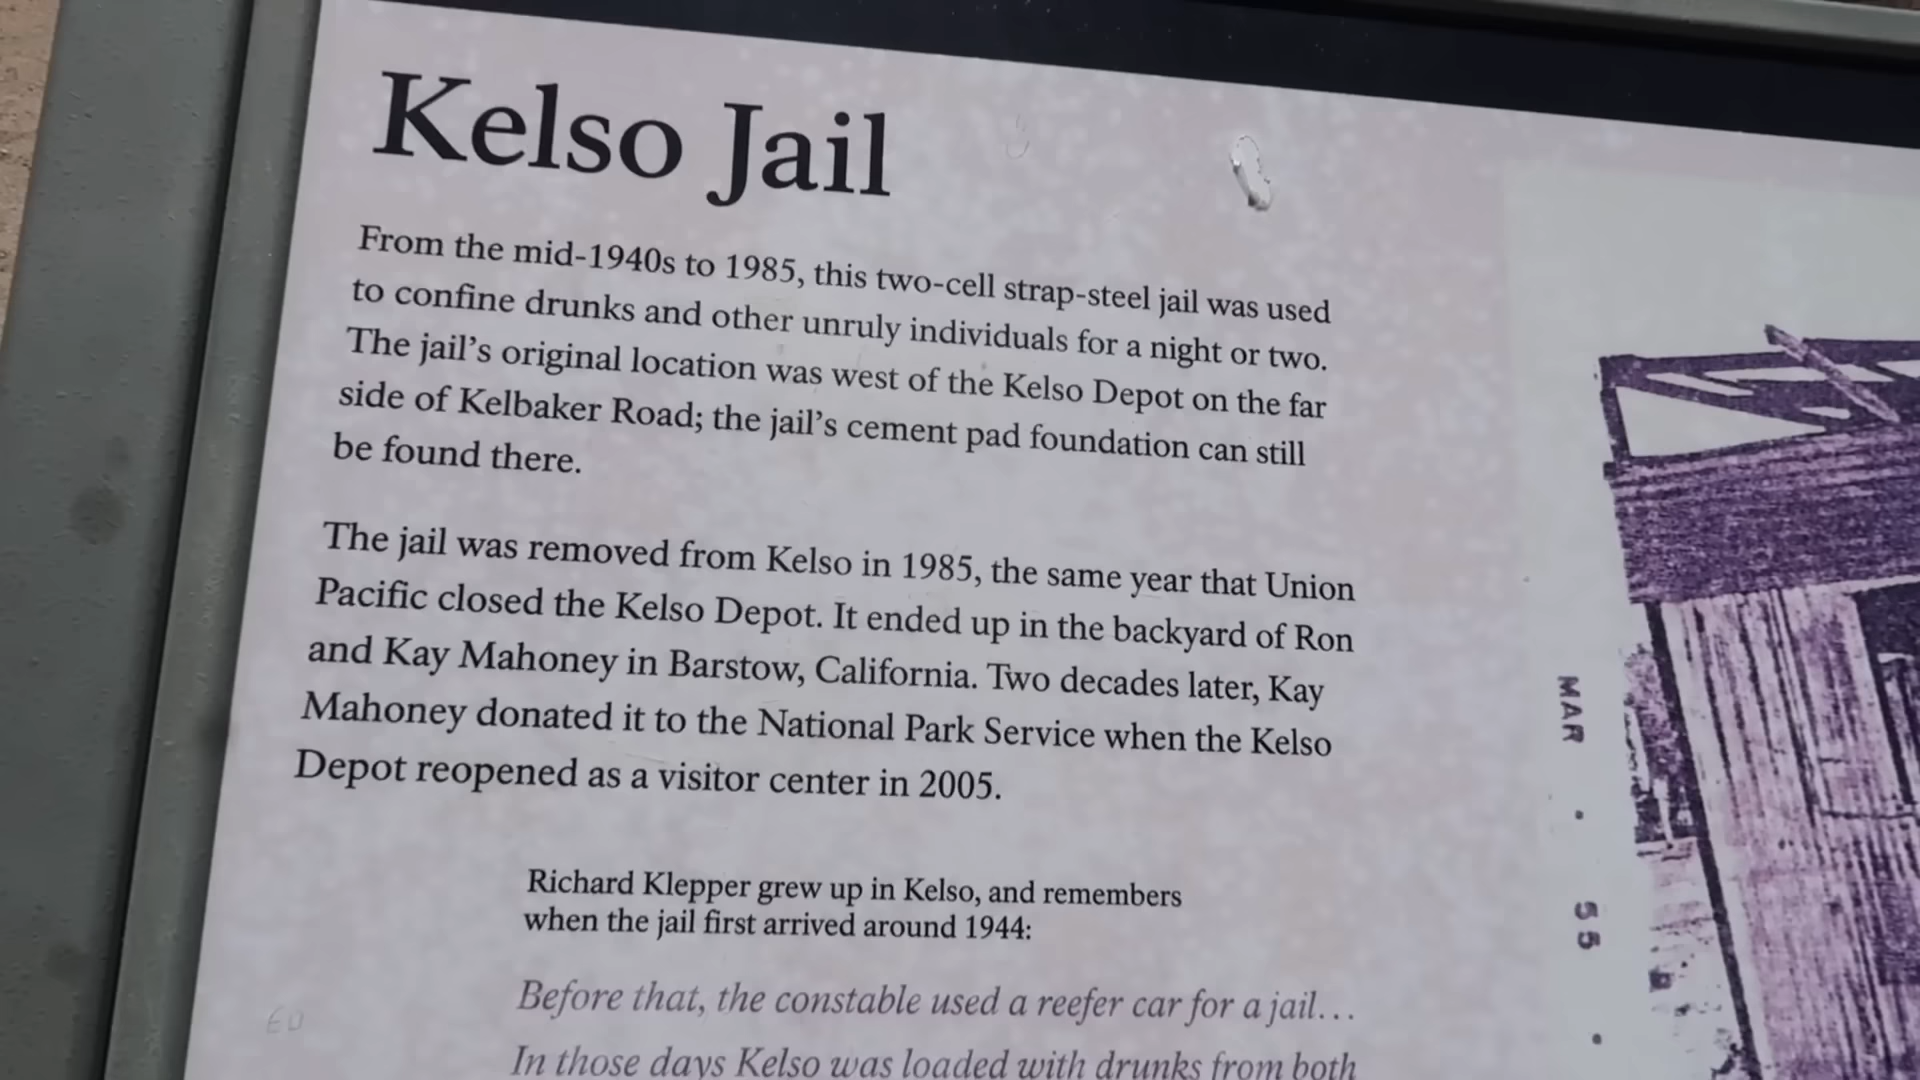 Kelso Jail
From the mid-1940s to 1985, this two-cell strap-steel jail was used
to confine drunks and other unruly individuals for a night or two.
The jail's original location was west of the Kelso Depot on the far
side of Kelbaker Road; the jail's cement pad foundation can still
be found there.
The jail was removed from Kelso in 1985, the same year that Union
Pacific closed the Kelso Depot. It ended up in the backyard of Ron
and Kay Mahoney in Barstow, California. Two decades later, Kay
Mahoney donated it to the National Park Service when the Kelso
Depot reopened as a visitor center in 2005.
Richard Klepper grew up in Kelso, and remembers
when the jail first arrived around 1944:
Before that, the constable used a reefer car for a jail…
In those days Kelso was loaded with drunks from both
MAR • 55 •